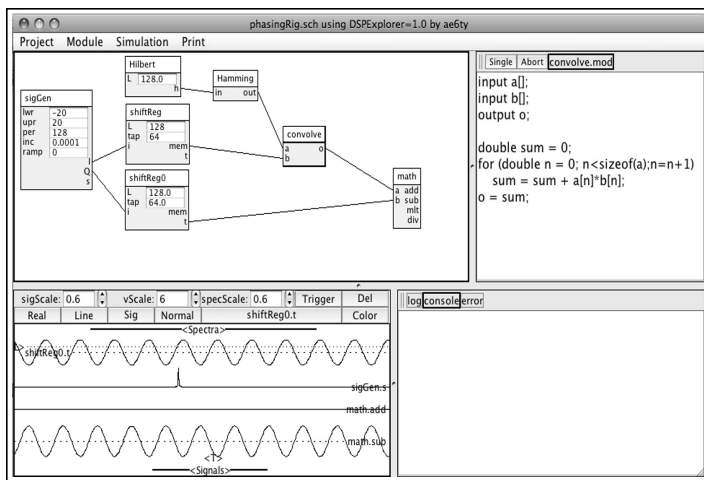 phasingRig.sch using DSPExplorer=1.0 by ae6ty
Project Module Simulation Print
Hilbert
L 128.0
h
Hamming
in out
sigGen
lwr -20
upr 20
per 128
inc 0.0001
ramp 0
I
Q
s
shiftReg
L 128
tap 64
i mem
t
convolve
a o
b
shiftReg0
L 128.0
tap 64.0
i mem
t
math
a add
b sub
mlt
div
Single Abort convolve.mod
input a[];
input b[];
output o;
double sum = 0;
for (double n = 0; n<sizeof(a);n=n+1)
sum = sum + a[n]*b[n];
o = sum;
sigScale: 0.6 vScale: 6 specScale: 0.6 Trigger Del
Real Line Sig Normal shiftReg0.t Color
<Spectra>
shiftReg0.t
sigGen.s
math.add
math.sub
<T>
<Signals>
log console error